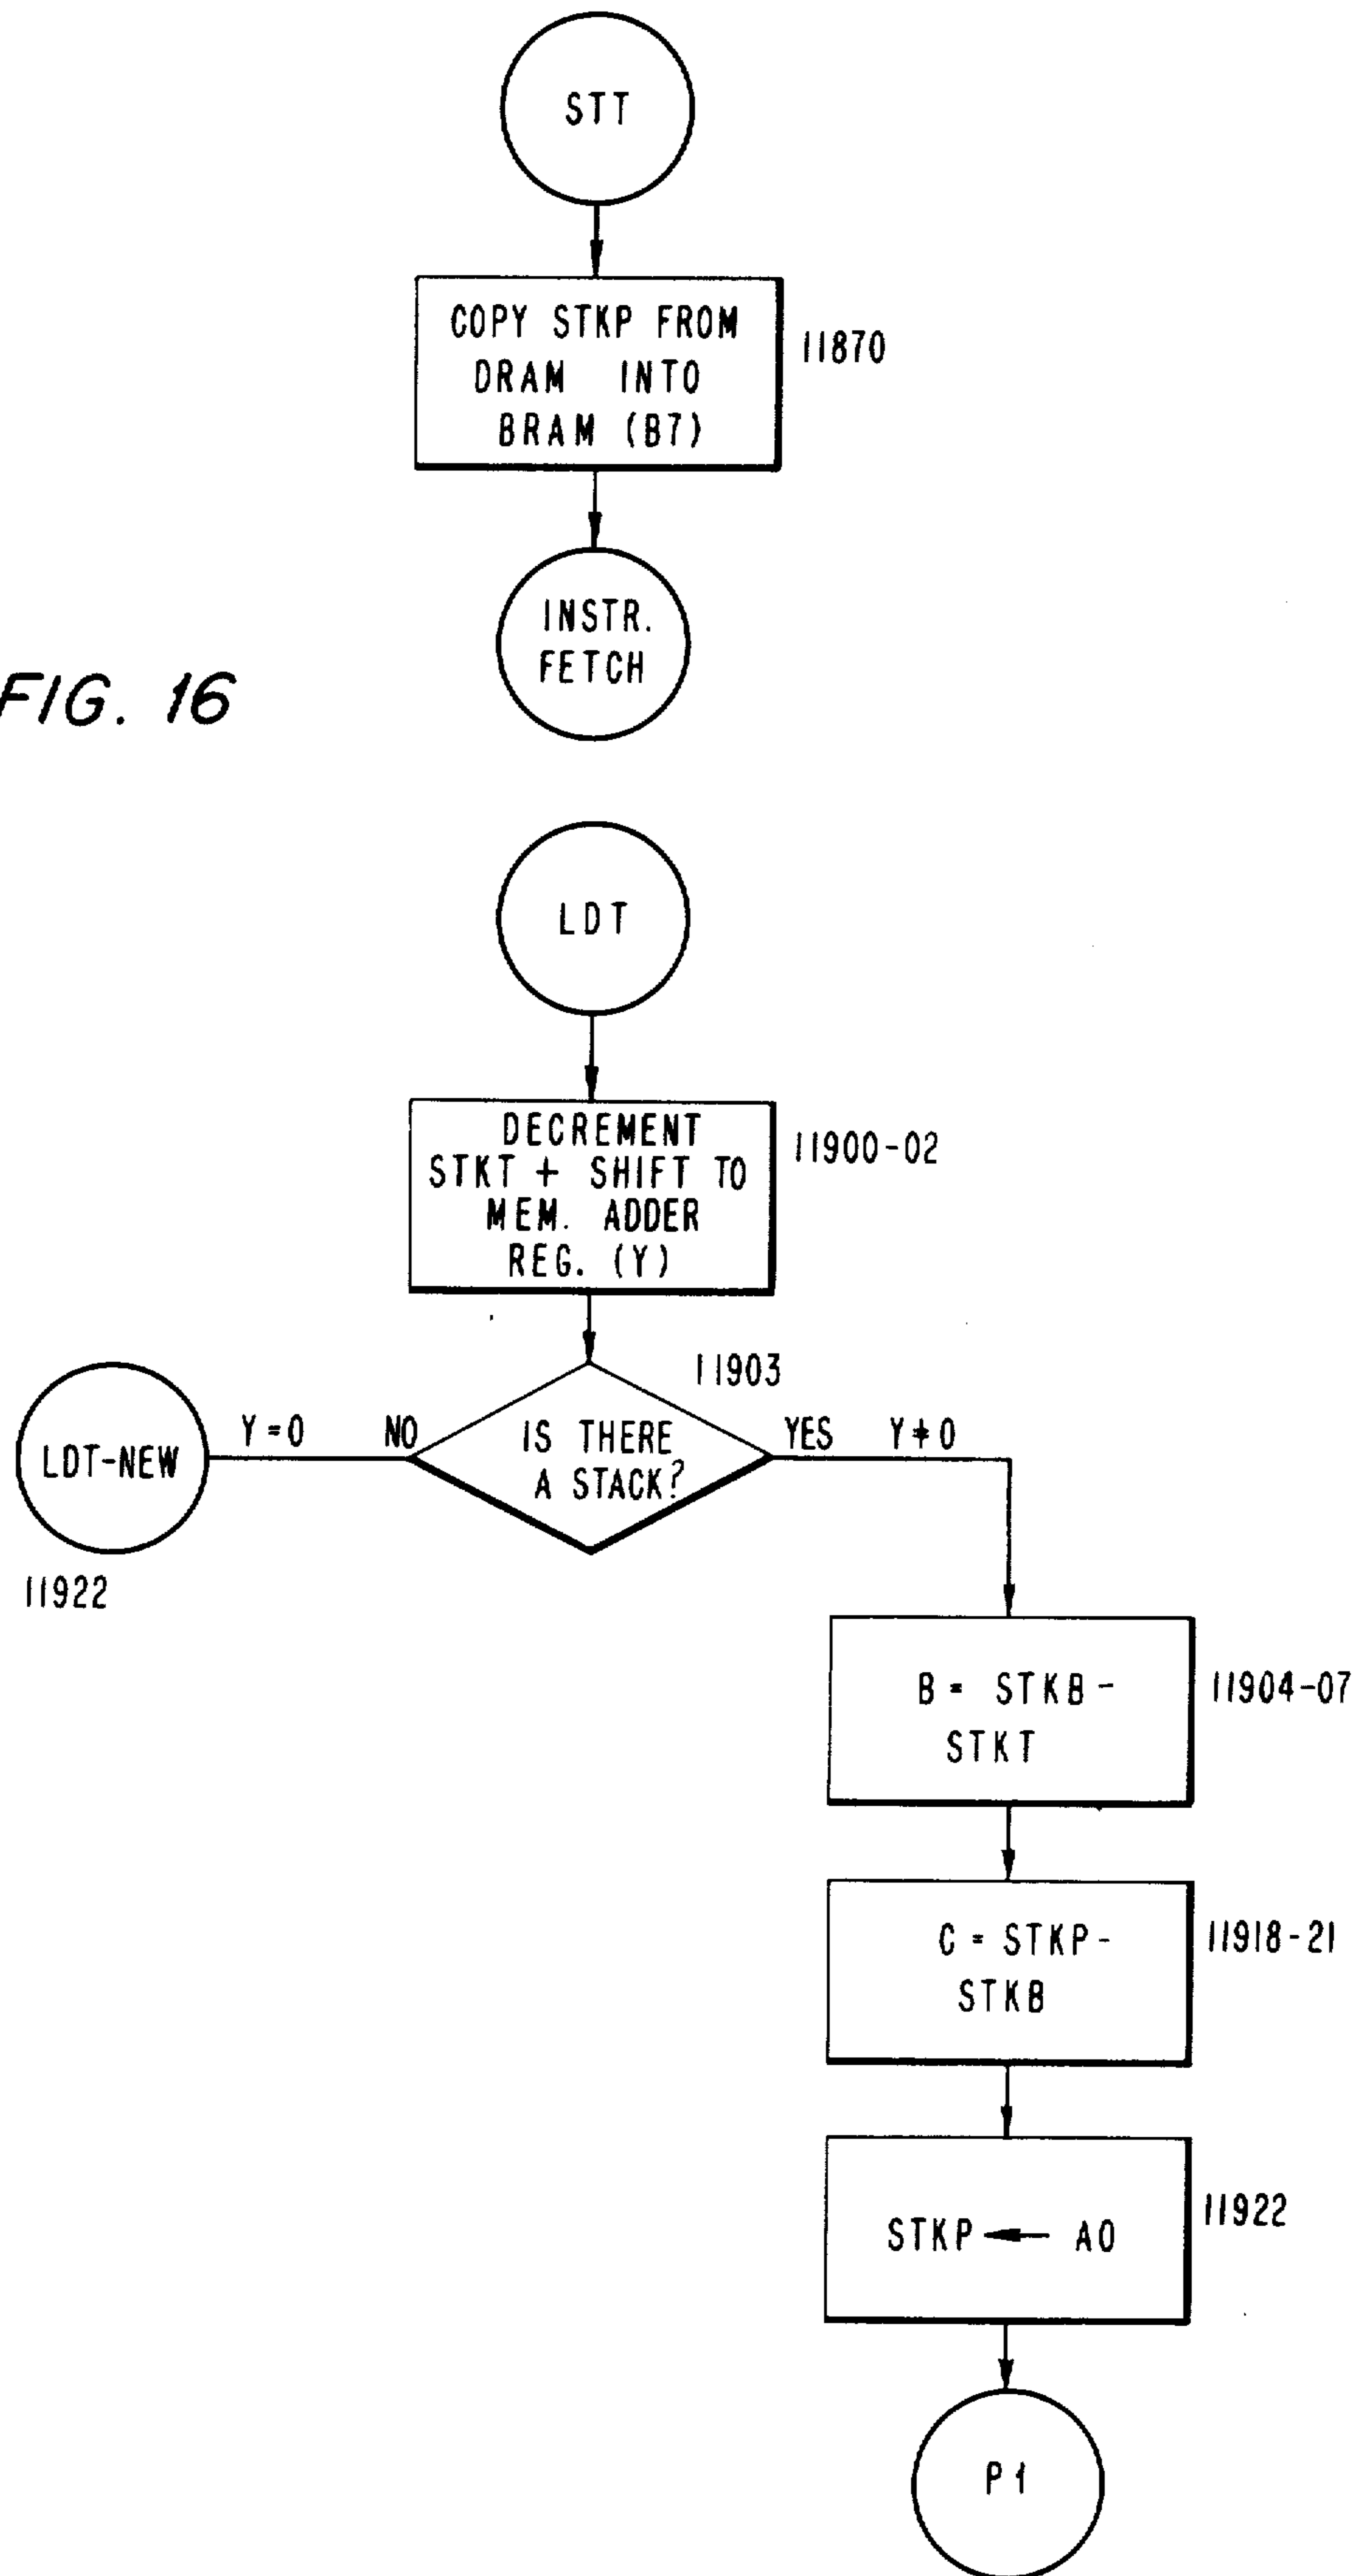 STT
COPY STKP FROM
DRAM INTO
BRAM (B7)
11870
INSTR.
FETCH
FIG. 16
LDT
DECREMENT
STKT + SHIFT TO
MEM. ADDER
REG. (Y)
11900-02
11903
LDT-NEW
Y=0
NO
IS THERE
A STACK?
YES
Y≠0
11922
B = STKB-
STKT
11904-07
C = STKP-
STKB
11918-21
STKP ← A0
11922
P1